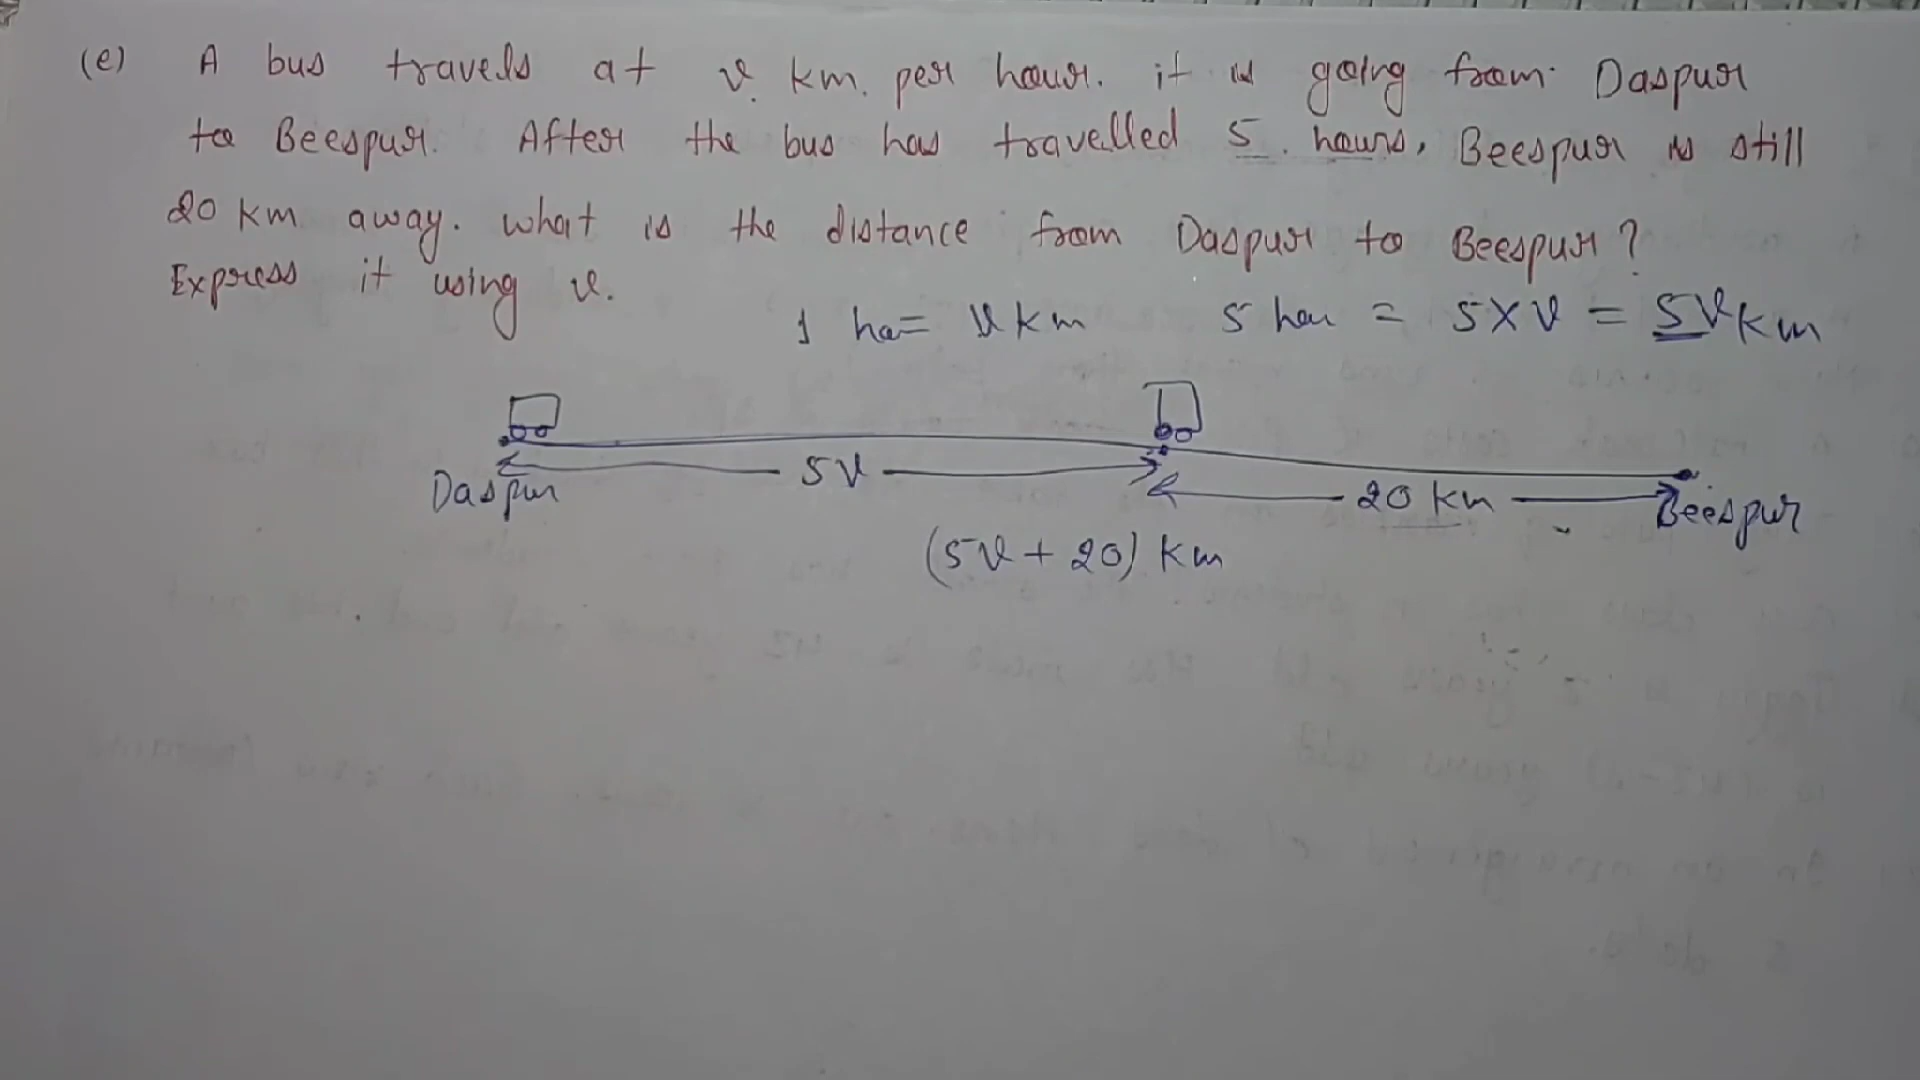 (e) A bus travels at v km. per hour. it is going from Daspur
to Beespur. After the bus has travelled 5 hours, Beespur is still
20 km away. what is the distance from Daspur to Beespur?
Express it using v.
1 ho = v km 5 hou = 5 x v = 5v km
5v
Daspur 20 km Beespur
(5v + 20) km